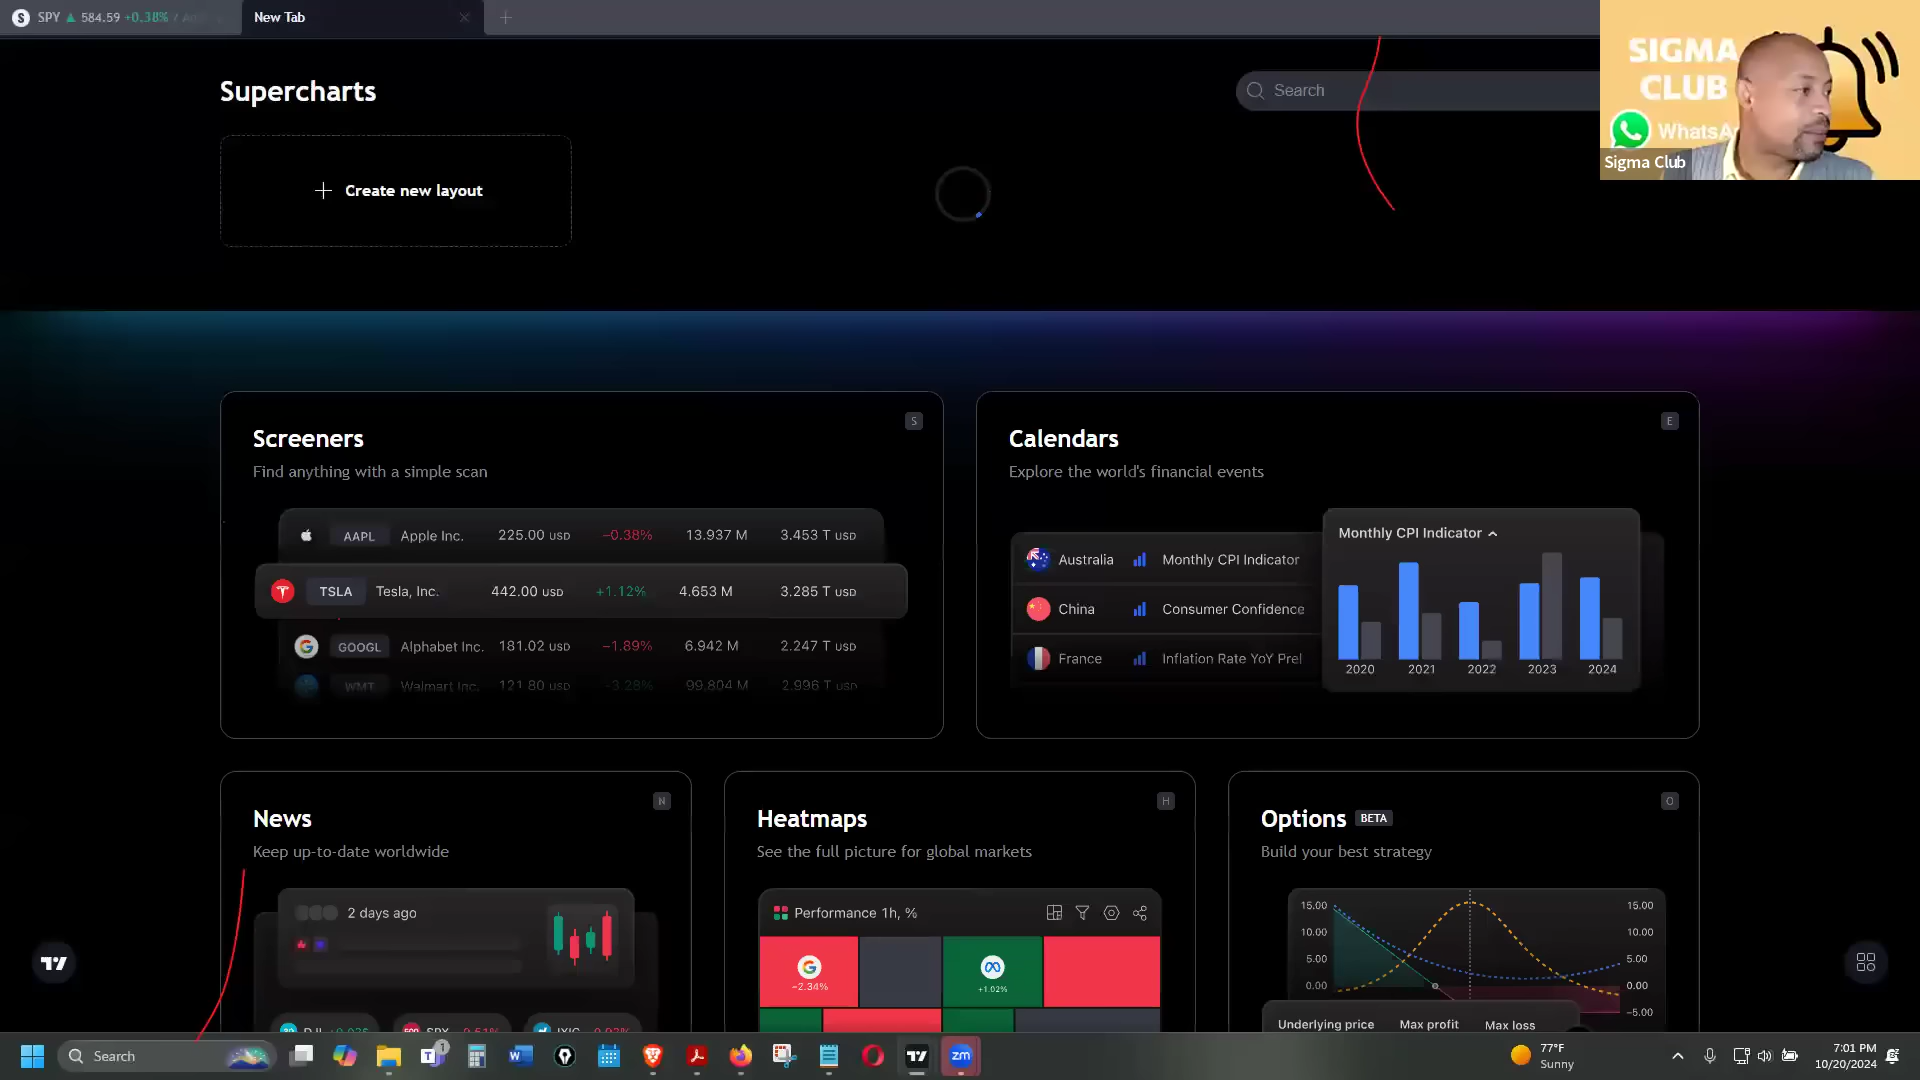 SPY 584.59 +0.38% /
New Tab
Supercharts
Search
SIGMA
CLUB
WhatsA
Sigma Club
Create new layout
Screeners
S
Find anything with a simple scan
AAPL Apple Inc. 225.00 USD −0.38% 13.937 M 3.453 T USD
TSLA Tesla, Inc. 442.00 USD +1.12% 4.653 M 3.285 T USD
GOOGL Alphabet Inc. 181.02 USD −1.89% 6.942 M 2.247 T USD
WMT Walmart Inc. 121.80 USD −3.28% 99.804 M 2.996 T USD
Calendars
E
Explore the world's financial events
Australia Monthly CPI Indicator
China Consumer Confidence
France Inflation Rate YoY Prel
Monthly CPI Indicator
2020 2021 2022 2023 2024
News
N
Keep up-to-date worldwide
2 days ago
Heatmaps
H
See the full picture for global markets
Performance 1h, %
−2.34%
+1.02%
Options BETA
O
Build your best strategy
15.00 15.00
10.00 10.00
5.00 5.00
0.00 0.00
−5.00
Underlying price Max profit Max loss
Search
1
zm
77°F
Sunny
7:01 PM
10/20/2024